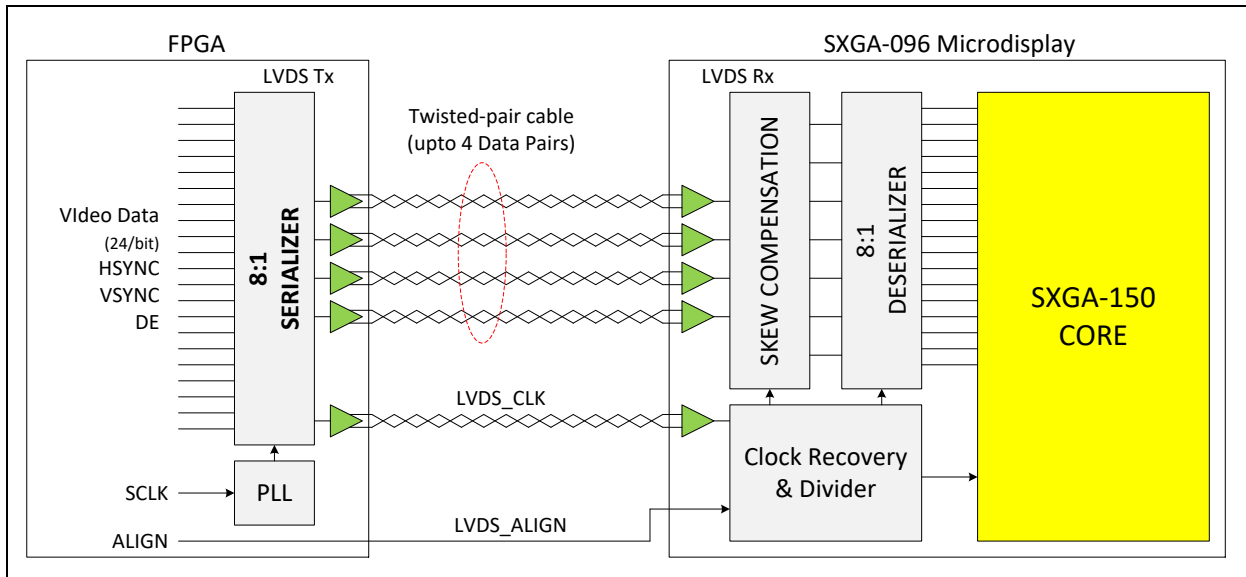 FPGA
SXGA-096 Microdisplay
LVDS Tx
LVDS Rx
Twisted-pair cable
(upto 4 Data Pairs)
VIdeo Data
(24/bit)
HSYNC
VSYNC
DE
8:1
SERIALIZER
SKEW COMPENSATION
8:1
DESERIALIZER
SXGA-150
CORE
LVDS_CLK
Clock Recovery
& Divider
SCLK
PLL
LVDS_ALIGN
ALIGN